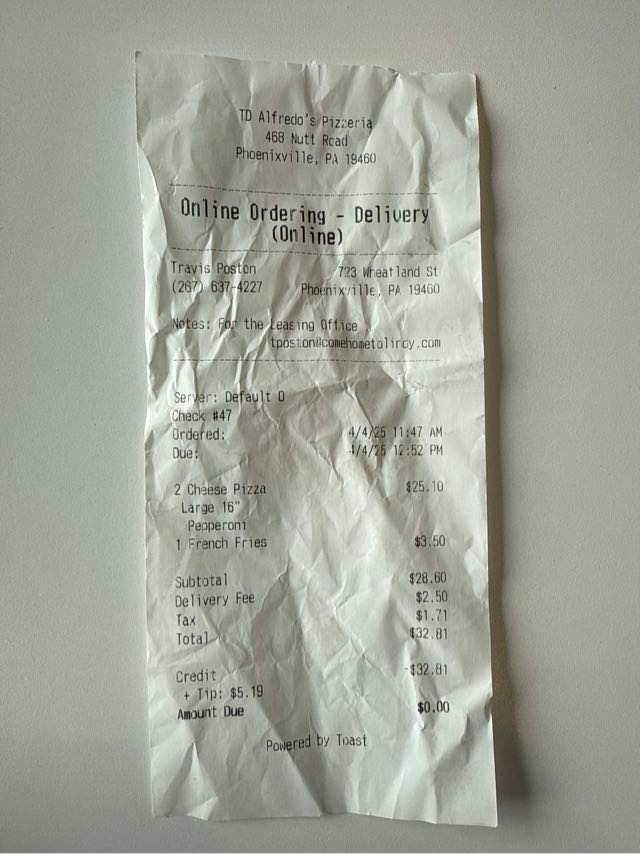 TD Alfredo's Pizzeria
468 Nutt Road
Phoenixville, PA 19460
Online Ordering - Delivery
(Online)
Travis Poston 723 Wheatland St
(267) 637-4227 Phoenixville, PA 19460
Notes: For the Leasing Office
tposton@comehometolindy.com
Server: Default O
Check #47
Ordered: 4/4/25 11:47 AM
Due: 4/4/25 12:52 PM
2 Cheese Pizza $25.10
Large 16"
Pepperoni
1 French Fries $3.50
Subtotal $28.60
Delivery Fee $2.50
Tax $1.71
Total $32.81
Credit -$32.81
+ Tip: $5.19
Amount Due $0.00
Powered by Toast